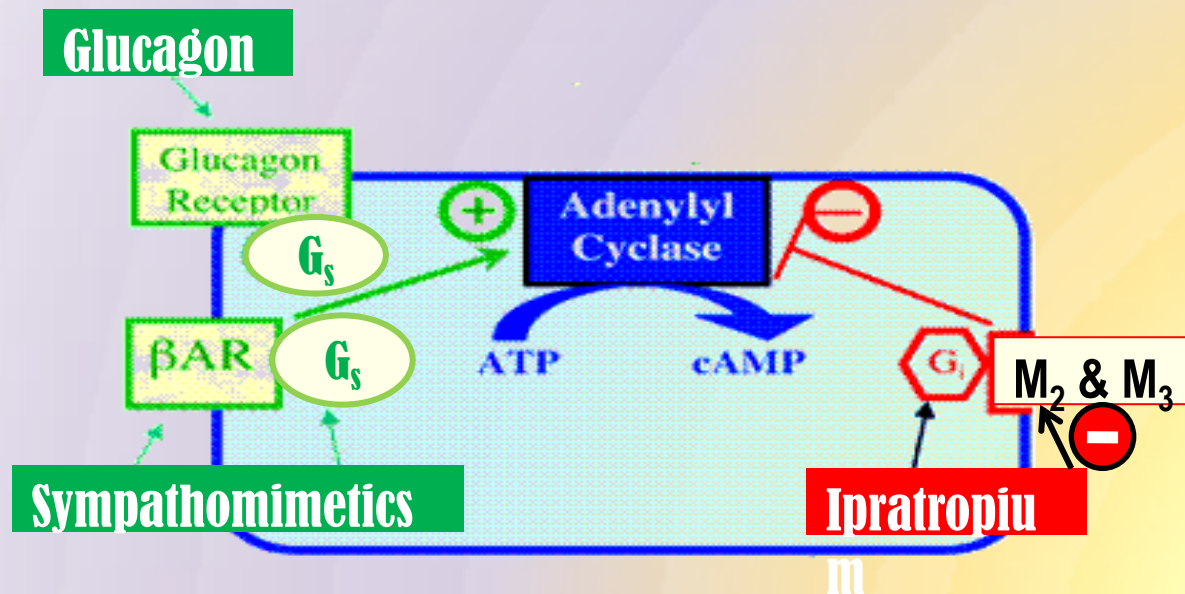 Glucagon
Glucagon
Receptor
Gs
+
Adenylyl
Cyclase
βAR
Gs
ATP
cAMP
Gi
M2 & M3
Sympathomimetics
Ipratropiu
m